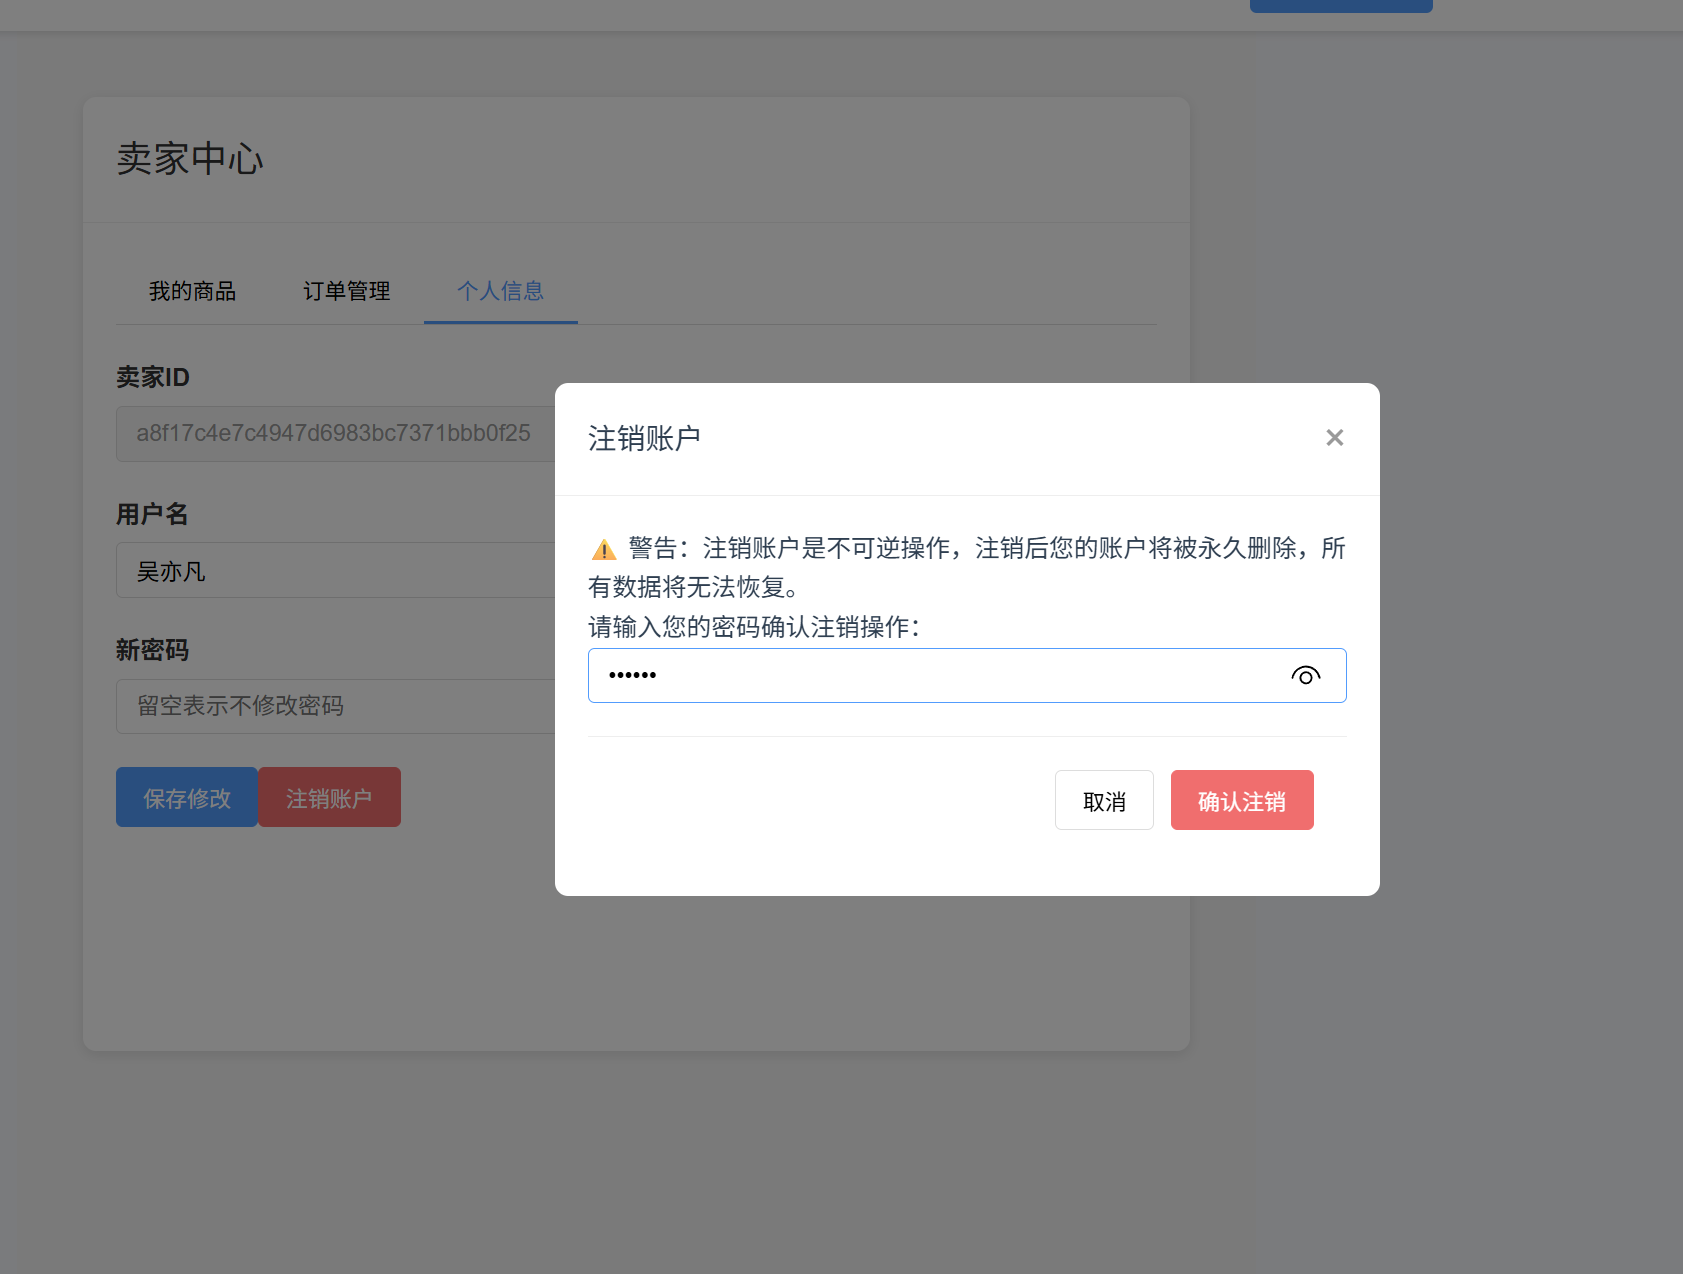 卖家中心
我的商品 订单管理 个人信息
卖家ID
a8f17c4e7c4947d6983bc7371bbb0f25
用户名
吴亦凡
新密码
留空表示不修改密码
保存修改 注销账户
注销账户 ×
⚠️ 警告：注销账户是不可逆操作，注销后您的账户将被永久删除，所
有数据将无法恢复。
请输入您的密码确认注销操作：
••••••
取消 确认注销